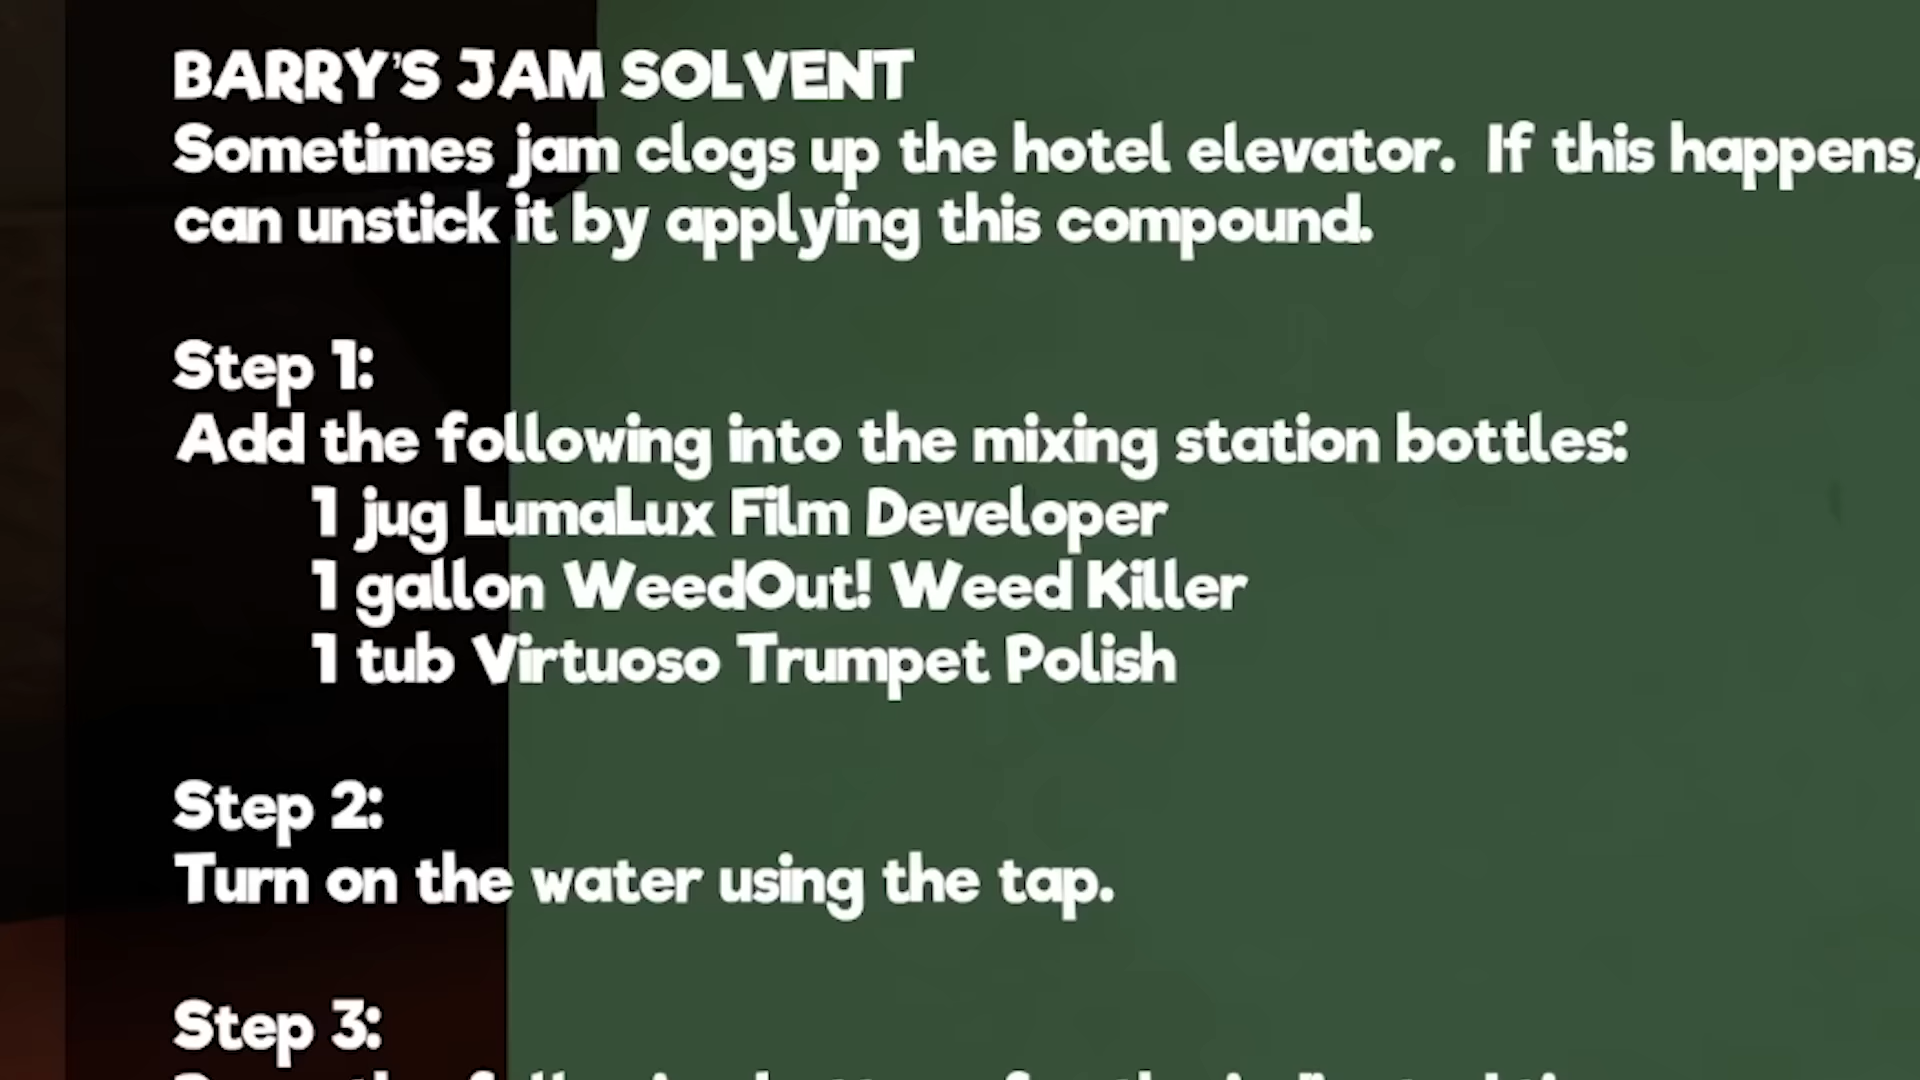 BARRY'S JAM SOLVENT
Sometimes jam clogs up the hotel elevator.  If this happens,
can unstick it by applying this compound.
Step 1:
Add the following into the mixing station bottles:
1 jug LumaLux Film Developer
1 gallon WeedOut! Weed Killer
1 tub Virtuoso Trumpet Polish
Step 2:
Turn on the water using the tap.
Step 3: